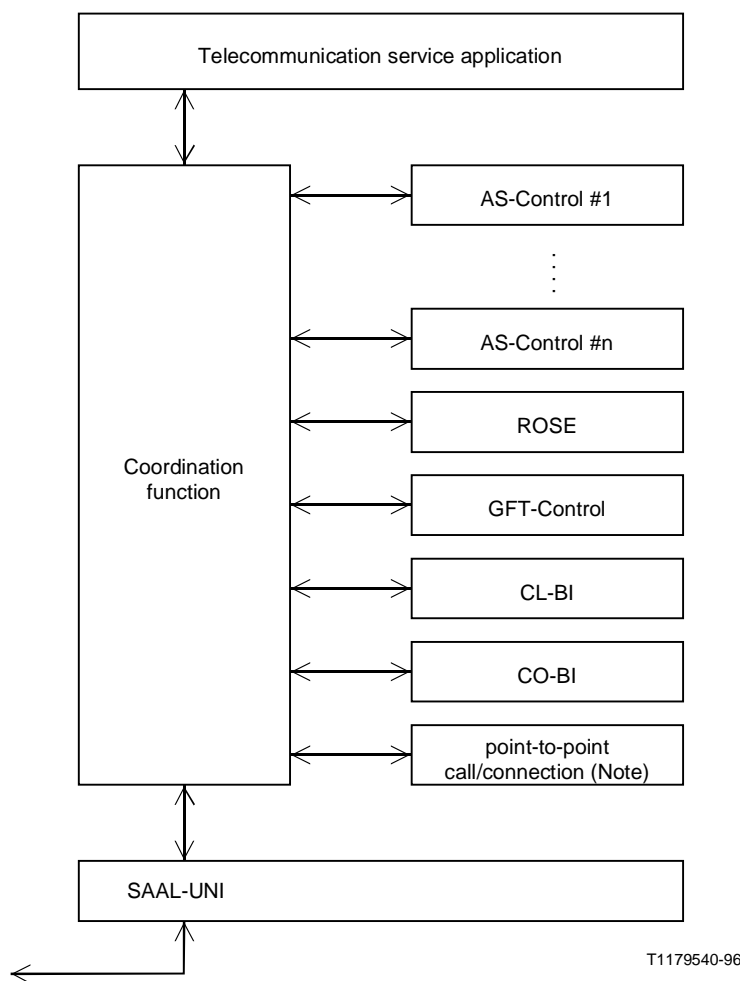 Telecommunication service application
AS-Control #1
AS-Control #n
ROSE
Coordination
function
GFT-Control
CL-BI
CO-BI
point-to-point
call/connection (Note)
SAAL-UNI
T1179540-96